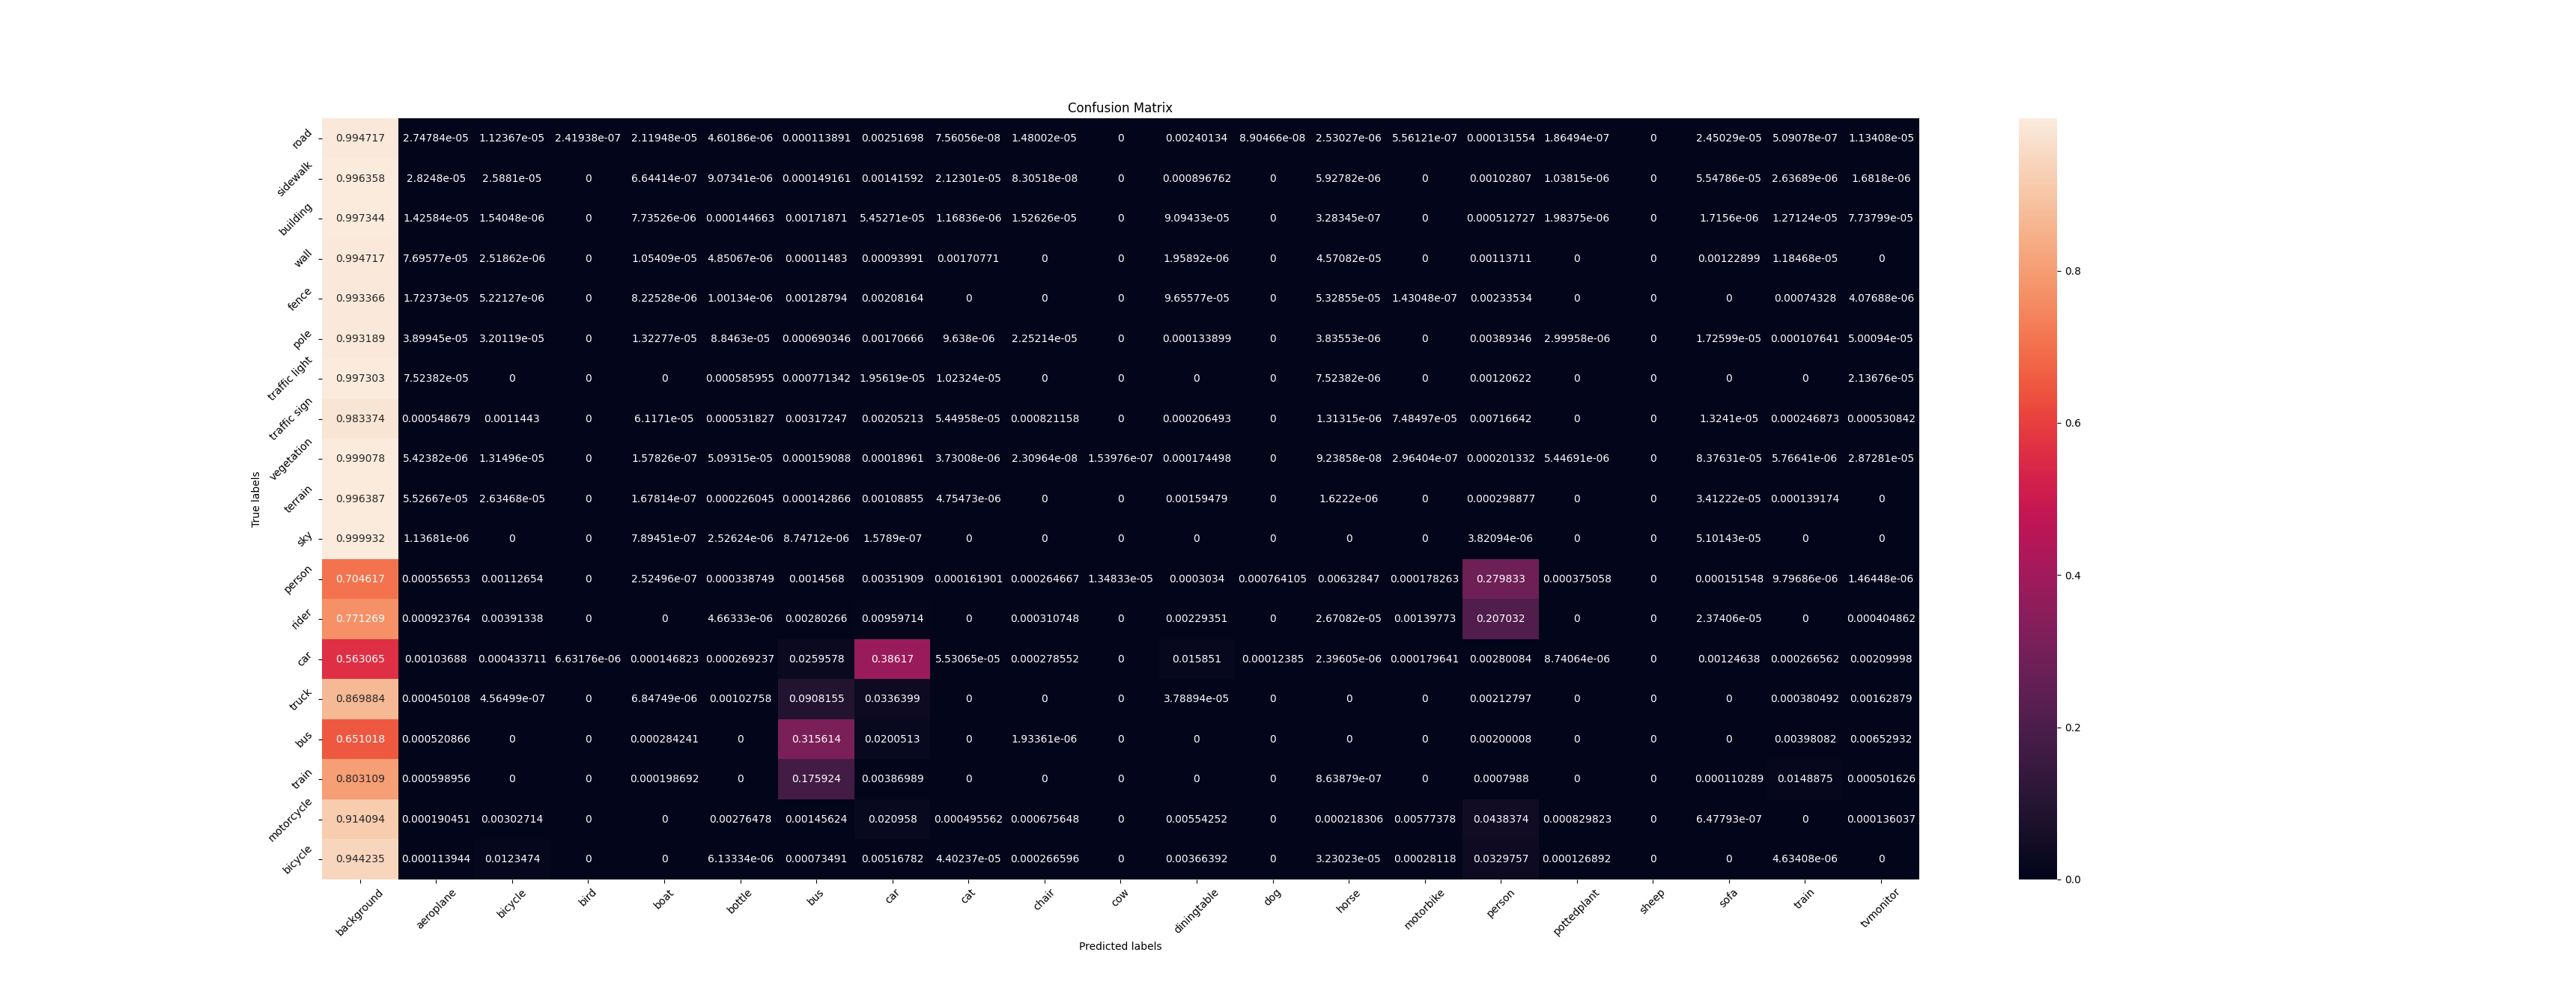 Confusion Matrix
road 0.994717 2.74784e-05 1.12367e-05 2.41938e-07 2.11948e-05 4.60186e-06 0.000113891 0.00251698 7.56056e-08 1.48002e-05 0 0.00240134 8.90466e-08 2.53027e-06 5.56121e-07 0.000131554 1.86494e-07 0 2.45029e-05 5.09078e-07 1.13408e-05
sidewalk 0.996358 2.8248e-05 2.5881e-05 0 6.64414e-07 9.07341e-06 0.000149161 0.00141592 2.12301e-05 8.30518e-08 0 0.000896762 0 5.92782e-06 0 0.00102807 1.03815e-06 0 5.54786e-05 2.63689e-06 1.6818e-06
building 0.997344 1.42584e-05 1.54048e-06 0 7.73526e-06 0.000144663 0.00171871 5.45271e-05 1.16836e-06 1.52626e-05 0 9.09433e-05 0 3.28345e-07 0 0.000512727 1.98375e-06 0 1.7156e-06 1.27124e-05 7.73799e-05
wall 0.994717 7.69577e-05 2.51862e-06 0 1.05409e-05 4.85067e-06 0.00011483 0.00093991 0.00170771 0 0 1.95892e-06 0 4.57082e-05 0 0.00113711 0 0 0.00122899 1.18468e-05 0
fence 0.993366 1.72373e-05 5.22127e-06 0 8.22528e-06 1.00134e-06 0.00128794 0.00208164 0 0 0 9.65577e-05 0 5.32855e-05 1.43048e-07 0.00233534 0 0 0 0.00074328 4.07688e-06
pole 0.993189 3.89945e-05 3.20119e-05 0 1.32277e-05 8.8463e-05 0.000690346 0.00170666 9.638e-06 2.25214e-05 0 0.000133899 0 3.83553e-06 0 0.00389346 2.99958e-06 0 1.72599e-05 0.000107641 5.00094e-05
traffic light 0.997303 7.52382e-05 0 0 0 0.000585955 0.000771342 1.95619e-05 1.02324e-05 0 0 0 0 7.52382e-06 0 0.00120622 0 0 0 0 2.13676e-05
traffic sign 0.983374 0.000548679 0.0011443 0 6.1171e-05 0.000531827 0.00317247 0.00205213 5.44958e-05 0.000821158 0 0.000206493 0 1.31315e-06 7.48497e-05 0.00716642 0 0 1.3241e-05 0.000246873 0.000530842
vegetation 0.999078 5.42382e-06 1.31496e-05 0 1.57826e-07 5.09315e-05 0.000159088 0.00018961 3.73008e-06 2.30964e-08 1.53976e-07 0.000174498 0 9.23858e-08 2.96404e-07 0.000201332 5.44691e-06 0 8.37631e-05 5.76641e-06 2.87281e-05
terrain 0.996387 5.52667e-05 2.63468e-05 0 1.67814e-07 0.000226045 0.000142866 0.00108855 4.75473e-06 0 0 0.00159479 0 1.6222e-06 0 0.000298877 0 0 3.41222e-05 0.000139174 0
sky 0.999932 1.13681e-06 0 0 7.89451e-07 2.52624e-06 8.74712e-06 1.5789e-07 0 0 0 0 0 0 0 3.82094e-06 0 0 5.10143e-05 0 0
person 0.704617 0.000556553 0.00112654 0 2.52496e-07 0.000338749 0.0014568 0.00351909 0.000161901 0.000264667 1.34833e-05 0.0003034 0.000764105 0.00632847 0.000178263 0.279833 0.000375058 0 0.000151548 9.79686e-06 1.46448e-06
rider 0.771269 0.000923764 0.00391338 0 0 4.66333e-06 0.00280266 0.00959714 0 0.000310748 0 0.00229351 0 2.67082e-05 0.00139773 0.207032 0 0 2.37406e-05 0 0.000404862
car 0.563065 0.00103688 0.000433711 6.63176e-06 0.000146823 0.000269237 0.0259578 0.38617 5.53065e-05 0.000278552 0 0.015851 0.00012385 2.39605e-06 0.000179641 0.00280084 8.74064e-06 0 0.00124638 0.000266562 0.00209998
truck 0.869884 0.000450108 4.56499e-07 0 6.84749e-06 0.00102758 0.0908155 0.0336399 0 0 0 3.78894e-05 0 0 0 0.00212797 0 0 0 0.000380492 0.00162879
bus 0.651018 0.000520866 0 0 0.000284241 0 0.315614 0.0200513 0 1.93361e-06 0 0 0 0 0 0.00200008 0 0 0 0.00398082 0.00652932
train 0.803109 0.000598956 0 0 0.000198692 0 0.175924 0.00386989 0 0 0 0 0 8.63879e-07 0 0.0007988 0 0 0.000110289 0.0148875 0.000501626
motorcycle 0.914094 0.000190451 0.00302714 0 0 0.00276478 0.00145624 0.020958 0.000495562 0.000675648 0 0.00554252 0 0.000218306 0.00577378 0.0438374 0.000829823 0 6.47793e-07 0 0.000136037
bicycle 0.944235 0.000113944 0.0123474 0 0 6.13334e-06 0.00073491 0.00516782 4.40237e-05 0.000266596 0 0.00366392 0 3.23023e-05 0.00028118 0.0329757 0.000126892 0 0 4.63408e-06 0
True labels
background aeroplane bicycle bird boat bottle bus car cat chair cow diningtable dog horse motorbike person pottedplant sheep sofa train tvmonitor
Predicted labels
0.8
0.6
0.4
0.2
0.0